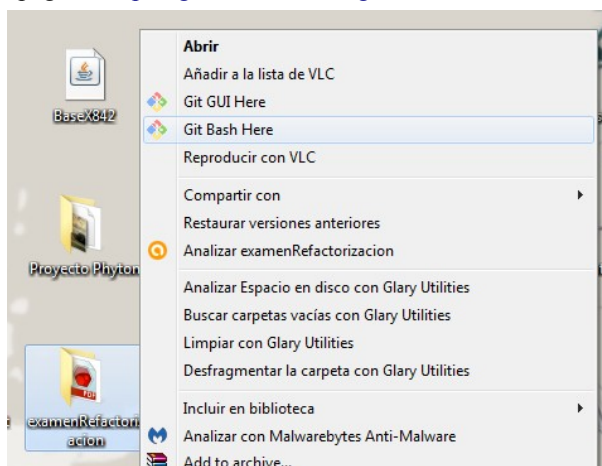 Abrir
Añadir a la lista de VLC
Git GUI Here
Git Bash Here
Reproducir con VLC
Compartir con
Restaurar versiones anteriores
Analizar examenRefactorizacion
Analizar Espacio en disco con Glary Utilities
Buscar carpetas vacías con Glary Utilities
Limpiar con Glary Utilities
Desfragmentar la carpeta con Glary Utilities
Incluir en biblioteca
Analizar con Malwarebytes Anti-Malware
Add to archive...
BaseX842
Proyecto Phyton
PDF
examenRefactori
acion